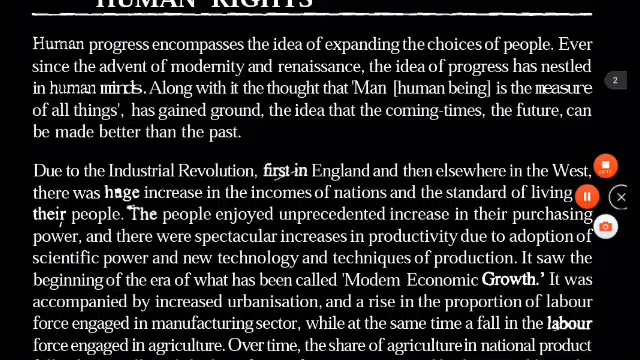 HUMAN RIGHTS
Human progress encompasses the idea of expanding the choices of people. Ever
since the advent of modernity and renaissance, the idea of progress has nestled
in human minds. Along with it the thought that 'Man [human being] is the measure
of all things', has gained ground, the idea that the coming-times, the future, can
be made better than the past.
Due to the Industrial Revolution, first in England and then elsewhere in the West,
there was huge increase in the incomes of nations and the standard of living
their people. The people enjoyed unprecedented increase in their purchasing
power, and there were spectacular increases in productivity due to adoption of
scientific power and new technology and techniques of production. It saw the
beginning of the era of what has been called 'Modern Economic Growth.' It was
accompanied by increased urbanisation, and a rise in the proportion of labour
force engaged in manufacturing sector, while at the same time a fall in the labour
force engaged in agriculture. Over time, the share of agriculture in national product
2